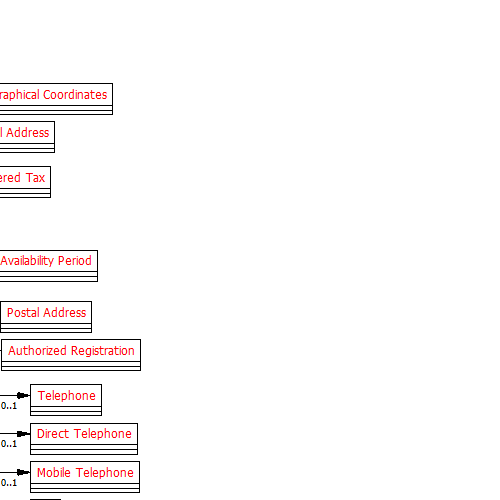 raphical Coordinates
l Address
ered Tax
Availability Period
Postal Address
Authorized Registration
Telephone
0..1
Direct Telephone
0..1
Mobile Telephone
0..1